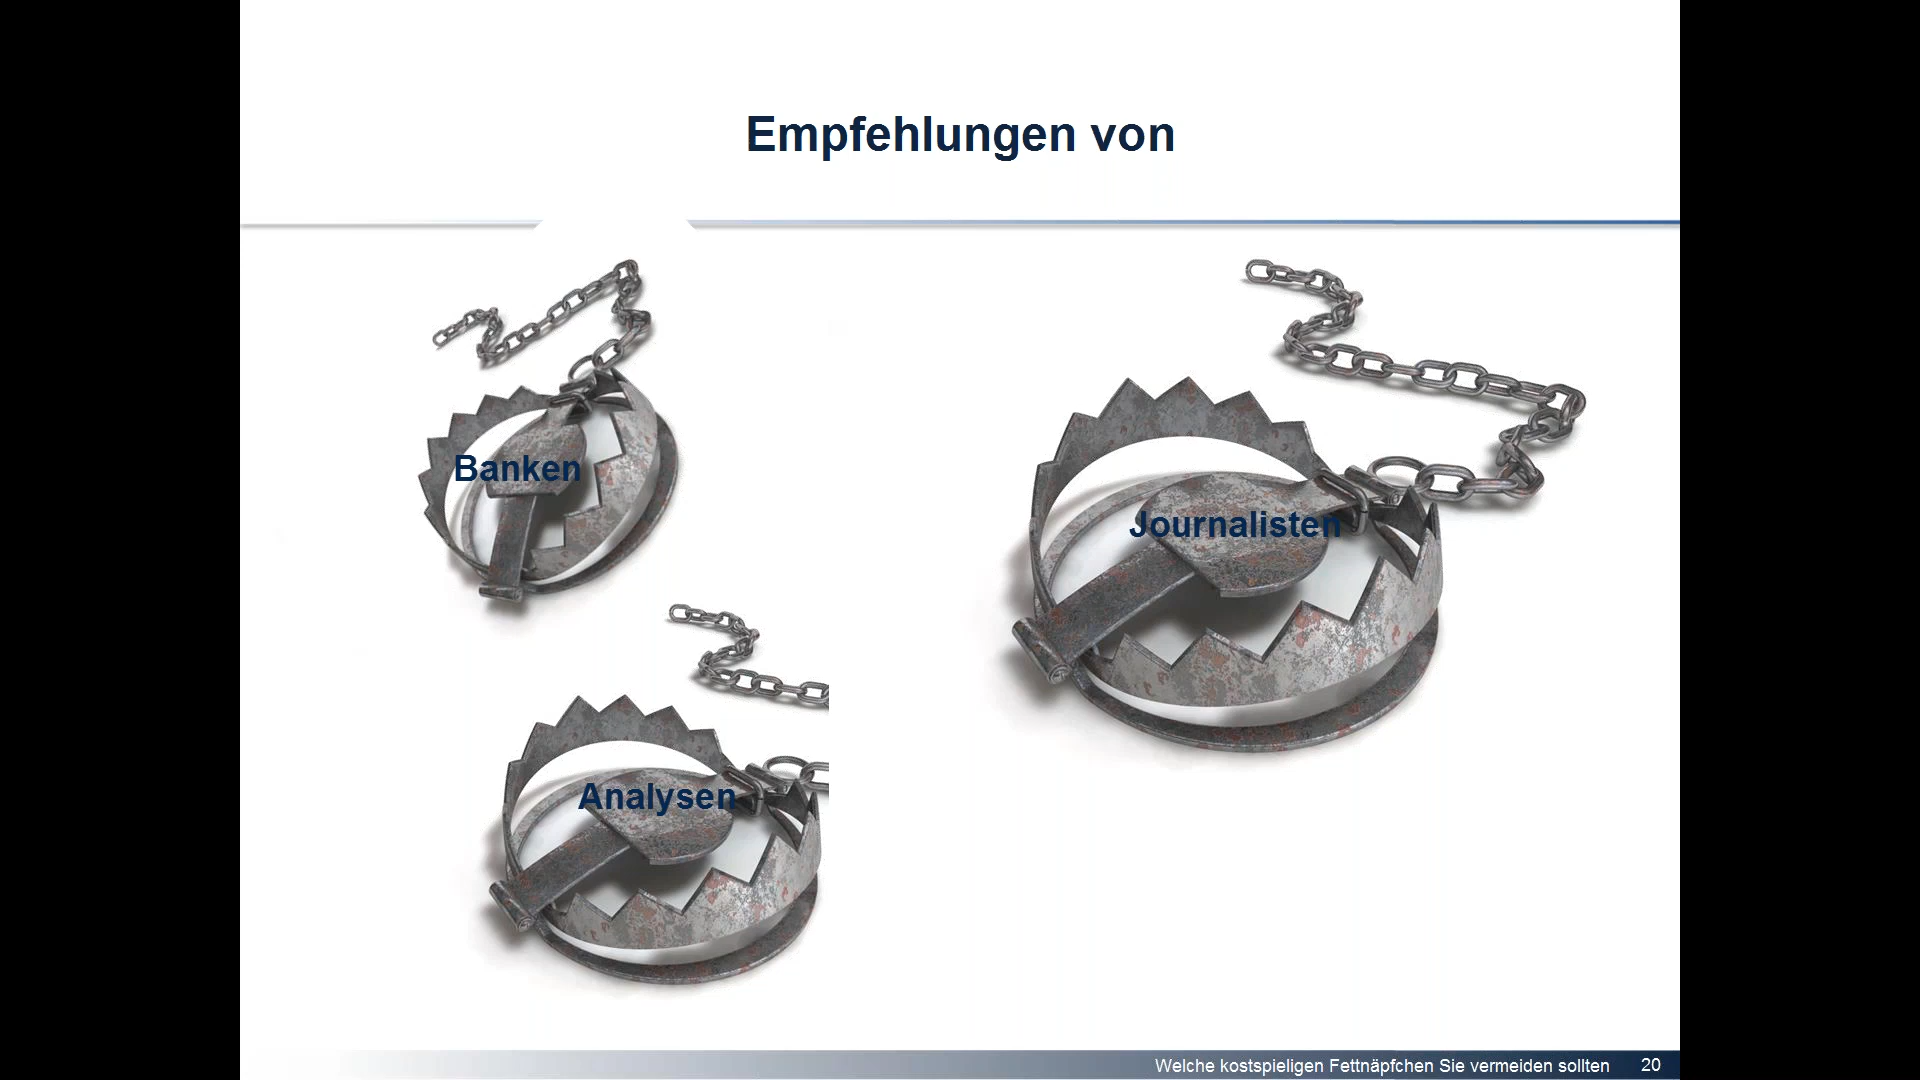 Empfehlungen von
Banken
Journalisten
Analysen
Welche kostspieligen Fettnäpfchen Sie vermeiden sollten 20